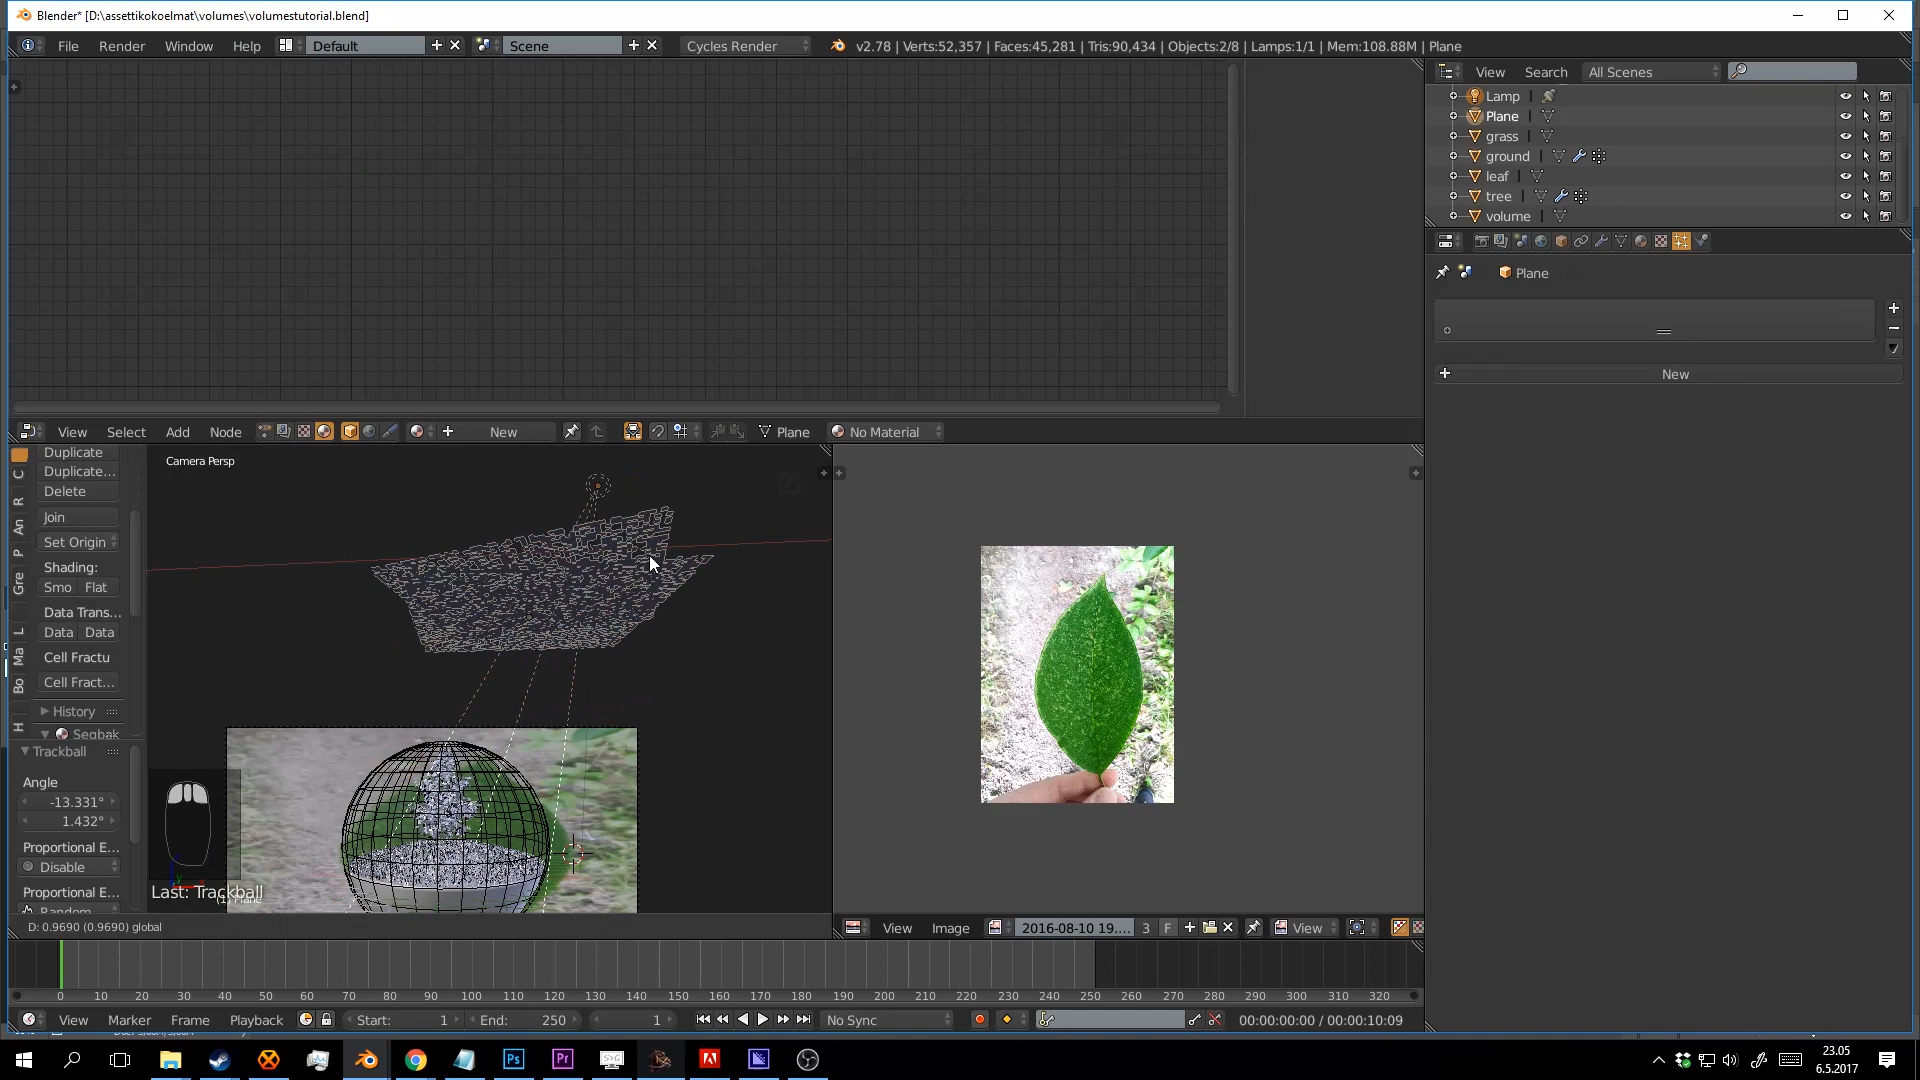 Blender* [D:\assettikokoelmat\volumes\volumestutorial.blend]
File Render Window Help Default Scene Cycles Render v2.78 | Verts:52,357 | Faces:45,281 | Tris:90,434 | Objects:2/8 | Lamps:1/1 | Mem:108.88M | Plane
View Search All Scenes
Lamp
Plane
grass
ground
leaf
tree
volume
Plane
New
View Select Add Node New Plane No Material
Duplicate
Duplicate...
Delete
Join
Set Origin
Shading:
Smo Flat
Data Trans...
Data Data
Cell Fractu
Cell Fract...
History
Trackball
Angle
-13.331°
1.432°
Proportional E...
Disable
Proportional E...
Random
C
R
An
P
Gre
L
Ma
Bo
H
Camera Persp
Last: Trackball
(1) Plane
D: 0.9690 (0.9690) global
View Image 2016-08-10 19.... 3 F View
0 10 20 30 40 50 60 70 80 90 100 110 120 130 140 150 160 170 180 190 200 210 220 230 240 250 260 270 280 290 300 310 320
View Marker Frame Playback Start: 1 End: 250 1 No Sync 00:00:00:00 / 00:00:10:09
23.05
6.5.2017